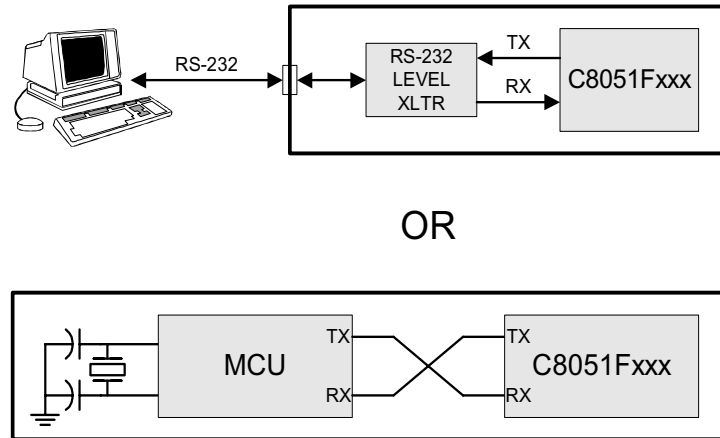 RS-232
RS-232
LEVEL
XLTR
TX
RX
C8051Fxxx
OR
MCU
TX
RX
TX
RX
C8051Fxxx